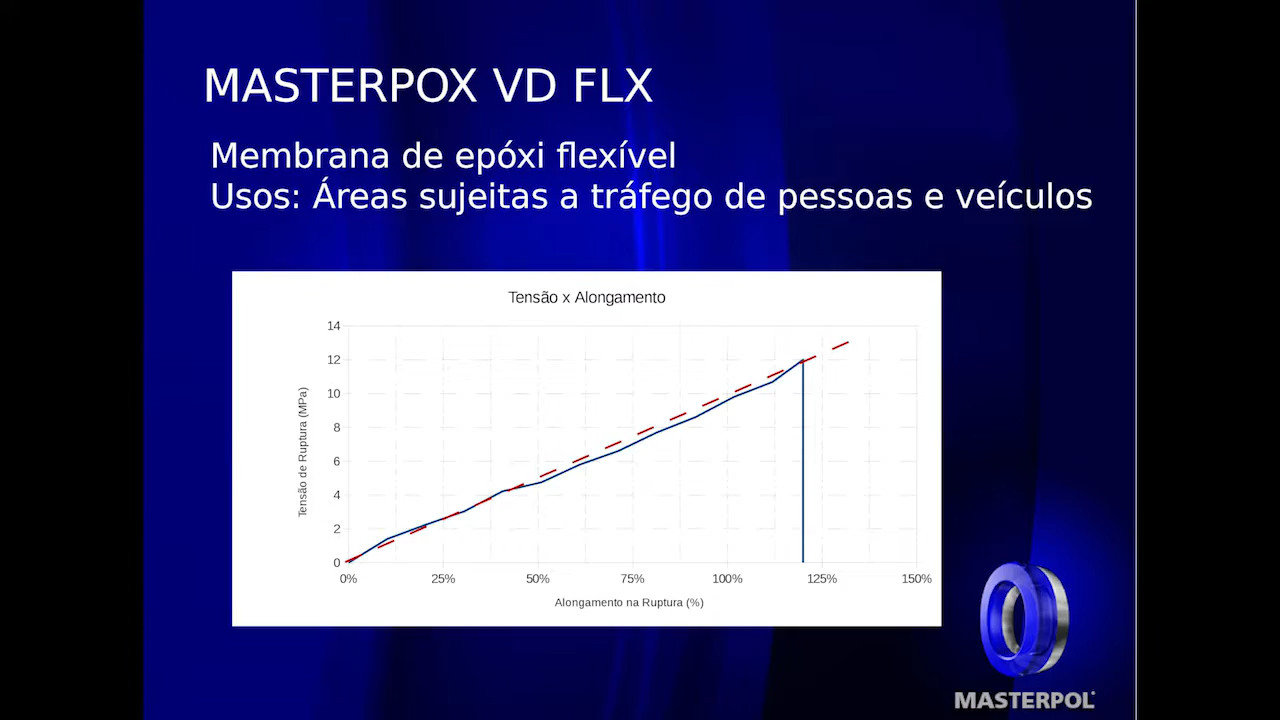 MASTERPOX VD FLX
Membrana de epóxi flexível
Usos: Áreas sujeitas a tráfego de pessoas e veículos
Tensão x Alongamento
14
12
10
8
6
4
2
0
Tensão de Ruptura (MPa)
0% 25% 50% 75% 100% 125% 150%
Alongamento na Ruptura (%)
MASTERPOL